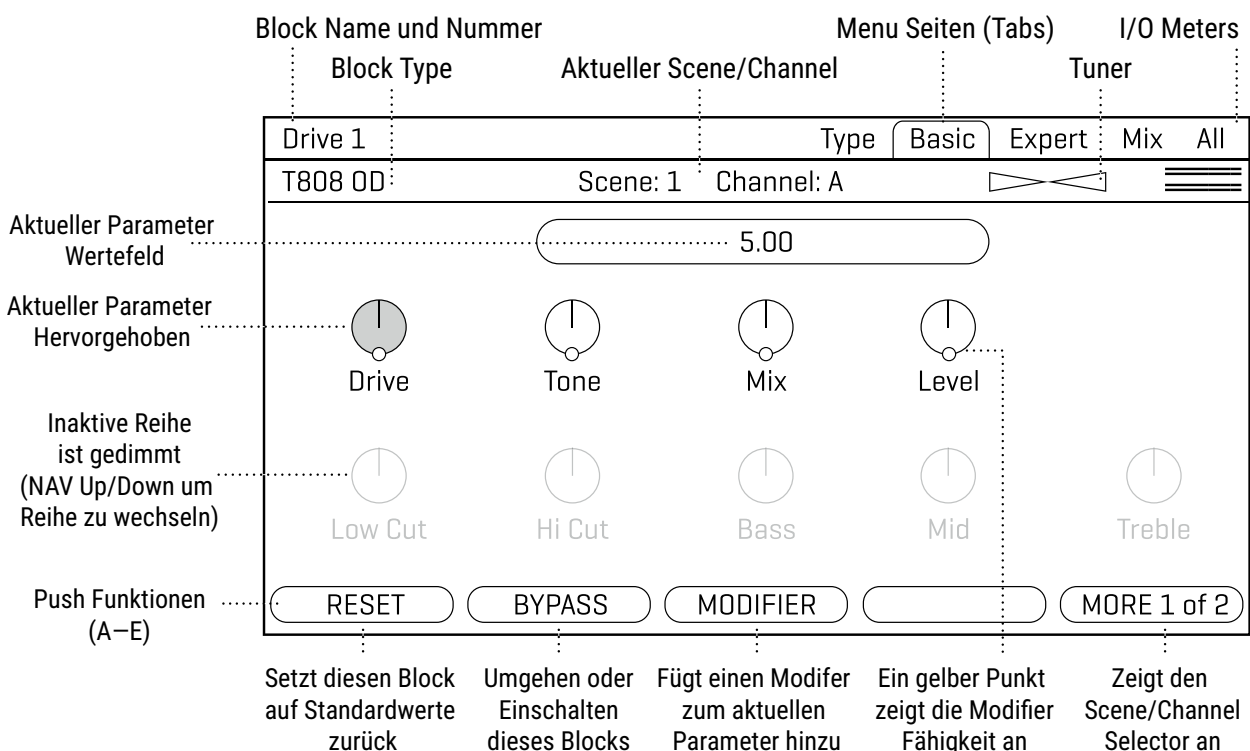 Block Name und Nummer
Menu Seiten (Tabs)
I/O Meters
Block Type
Aktueller Scene/Channel
Tuner
Drive 1
Type
Basic
Expert
Mix
All
T808 OD
Scene: 1
Channel: A
Aktueller Parameter
Wertefeld
5.00
Aktueller Parameter
Hervorgehoben
Drive
Tone
Mix
Level
Inaktive Reihe
ist gedimmt
(NAV Up/Down um
Reihe zu wechseln)
Low Cut
Hi Cut
Bass
Mid
Treble
Push Funktionen
(A—E)
RESET
BYPASS
MODIFIER
MORE 1 of 2
Setzt diesen Block
auf Standardwerte
zurück
Umgehen oder
Einschalten
dieses Blocks
Fügt einen Modifer
zum aktuellen
Parameter hinzu
Ein gelber Punkt
zeigt die Modifier
Fähigkeit an
Zeigt den
Scene/Channel
Selector an